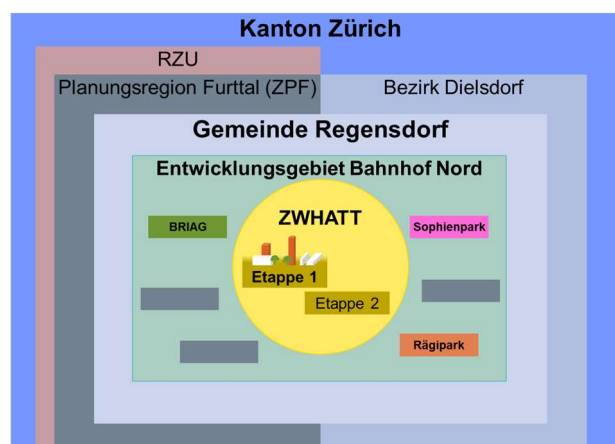 Kanton Zürich
RZU
Planungsregion Furttal (ZPF)
Bezirk Dielsdorf
Gemeinde Regensdorf
Entwicklungsgebiet Bahnhof Nord
ZWHATT
BRIAG
Sophienpark
Etappe 1
Etappe 2
Rägipark